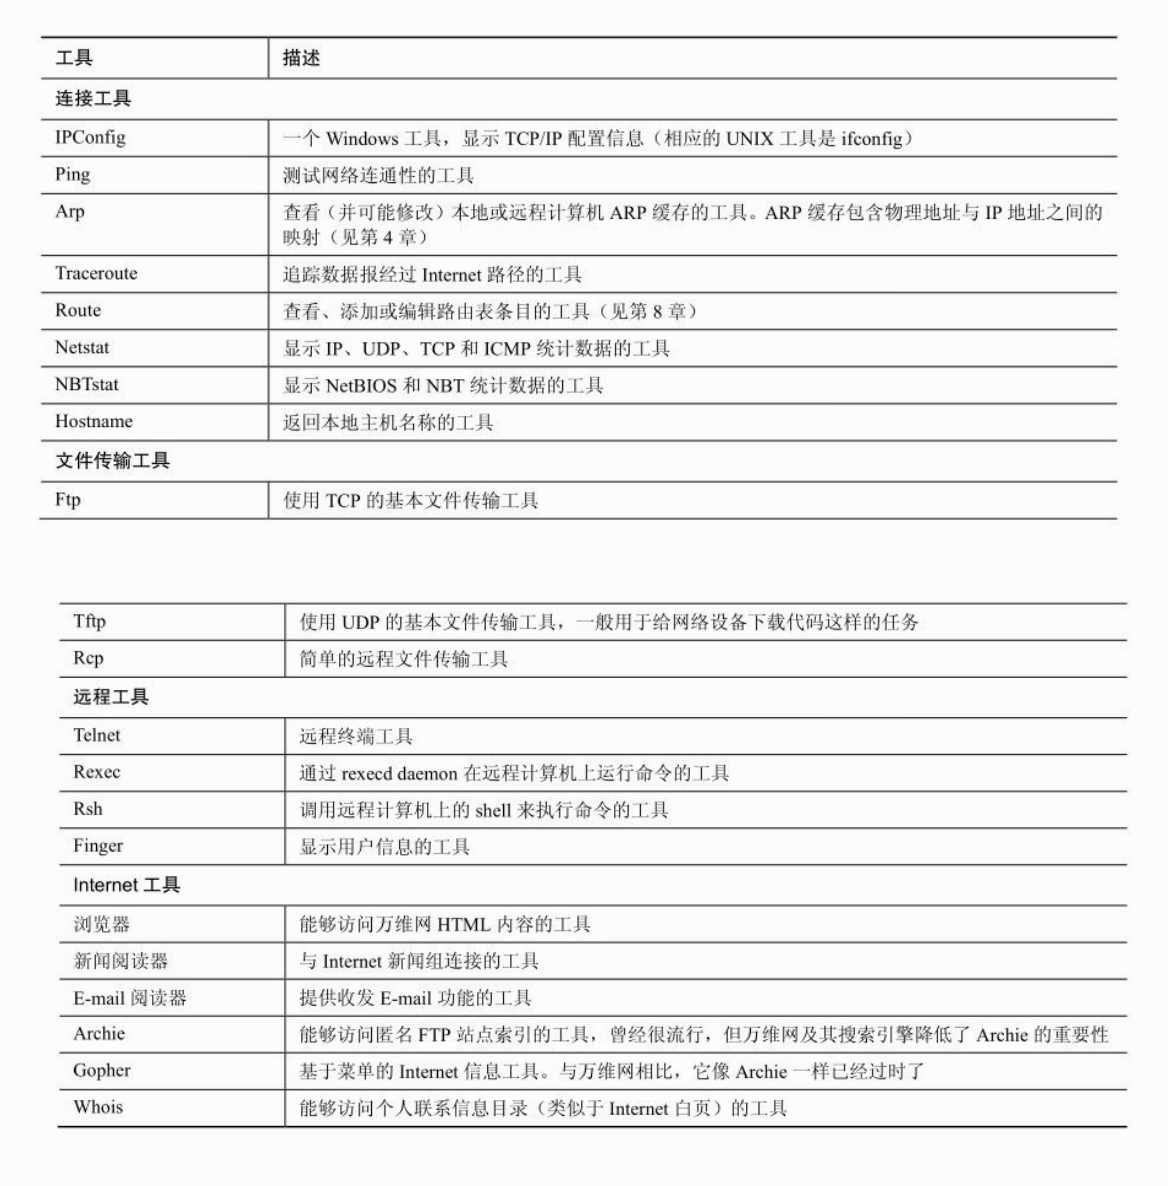 工具 描述
连接工具
IPConfig 一个 Windows 工具，显示 TCP/IP 配置信息（相应的 UNIX 工具是 ifconfig）
Ping 测试网络连通性的工具
Arp 查看（并可能修改）本地或远程计算机 ARP 缓存的工具。ARP 缓存包含物理地址与 IP 地址之间的
映射（见第 4 章）
Traceroute 追踪数据报经过 Internet 路径的工具
Route 查看、添加或编辑路由表条目的工具（见第 8 章）
Netstat 显示 IP、UDP、TCP 和 ICMP 统计数据的工具
NBTstat 显示 NetBIOS 和 NBT 统计数据的工具
Hostname 返回本地主机名称的工具
文件传输工具
Ftp 使用 TCP 的基本文件传输工具
Tftp 使用 UDP 的基本文件传输工具，一般用于给网络设备下载代码这样的任务
Rcp 简单的远程文件传输工具
远程工具
Telnet 远程终端工具
Rexec 通过 rexecd daemon 在远程计算机上运行命令的工具
Rsh 调用远程计算机上的 shell 来执行命令的工具
Finger 显示用户信息的工具
Internet 工具
浏览器 能够访问万维网 HTML 内容的工具
新闻阅读器 与 Internet 新闻组连接的工具
E-mail 阅读器 提供收发 E-mail 功能的工具
Archie 能够访问匿名 FTP 站点索引的工具，曾经很流行，但万维网及其搜索引擎降低了 Archie 的重要性
Gopher 基于菜单的 Internet 信息工具。与万维网相比，它像 Archie 一样已经过时了
Whois 能够访问个人联系信息目录（类似于 Internet 白页）的工具